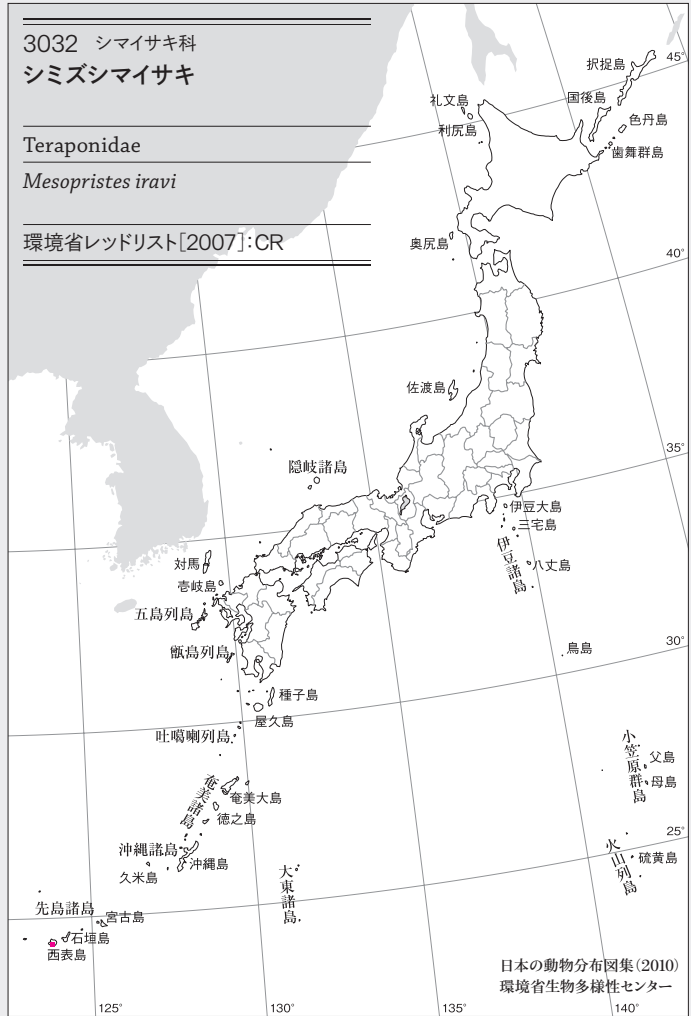 3032 シマイサキ科
シミズシマイサキ
Teraponidae
Mesopristes iravi
環境省レッドリスト[2007]:CR
45°
択捉島
国後島
礼文島
色丹島
利尻島
歯舞群島
奥尻島
40°
佐渡島
35°
隠岐諸島
伊豆大島
三宅島
伊豆諸島
八丈島
対馬
壱岐島
五島列島
甑島列島
鳥島
30°
種子島
屋久島
吐噶喇列島
小笠原群島
父島
母島
奄美諸島
奄美大島
徳之島
25°
沖縄諸島
沖縄島
久米島
火山列島
硫黄島
大東諸島
先島諸島
宮古島
石垣島
西表島
日本の動物分布図集(2010)
環境省生物多様性センター
125°
130°
135°
140°